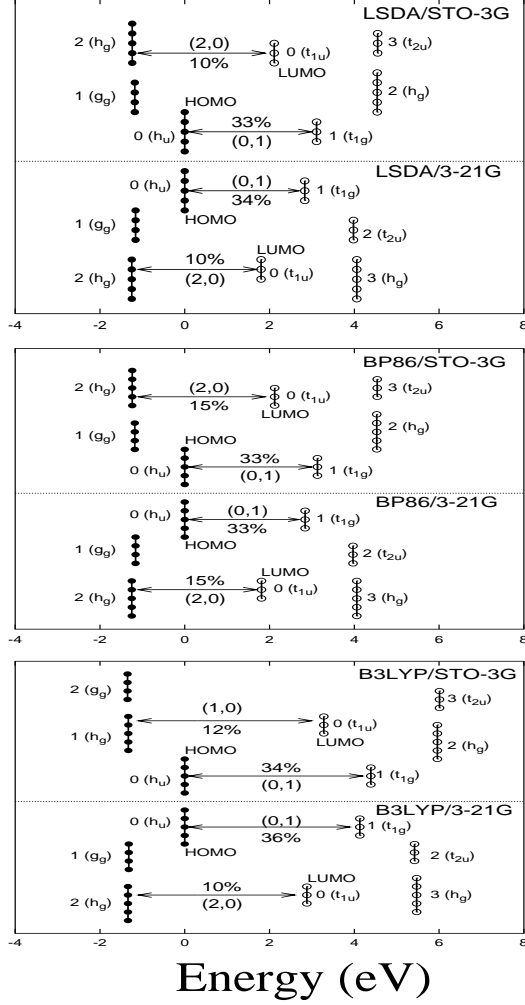 LSDA/STO-3G
2 (hg) (2,0) 0 (t1u) 3 (t2u)
10% LUMO
1 (gg) HOMO 2 (hg)
33%
0 (hu) 1 (t1g)
(0,1)
LSDA/3-21G
0 (hu) (0,1) 1 (t1g)
34%
HOMO
1 (gg) 2 (t2u)
LUMO
10%
2 (hg) 0 (t1u) 3 (hg)
(2,0)
-4 -2 0 2 4 6 8
BP86/STO-3G
2 (hg) (2,0) 0 (t1u) 3 (t2u)
15% LUMO
1 (gg) HOMO 2 (hg)
33%
0 (hu) 1 (t1g)
(0,1)
BP86/3-21G
0 (hu) (0,1) 1 (t1g)
33%
HOMO
1 (gg) 2 (t2u)
LUMO
15%
2 (hg) 0 (t1u) 3 (hg)
(2,0)
-4 -2 0 2 4 6 8
B3LYP/STO-3G
2 (gg) 3 (t2u)
(1,0)
1 (hg) 0 (t1u)
12% LUMO
HOMO 2 (hg)
34%
0 (hu) 1 (t1g)
(0,1)
B3LYP/3-21G
0 (hu) (0,1) 1 (t1g)
36%
HOMO
1 (gg) 2 (t2u)
LUMO
10%
2 (hg) 0 (t1u) 3 (hg)
(2,0)
-4 -2 0 2 4 6 8
Energy (eV)